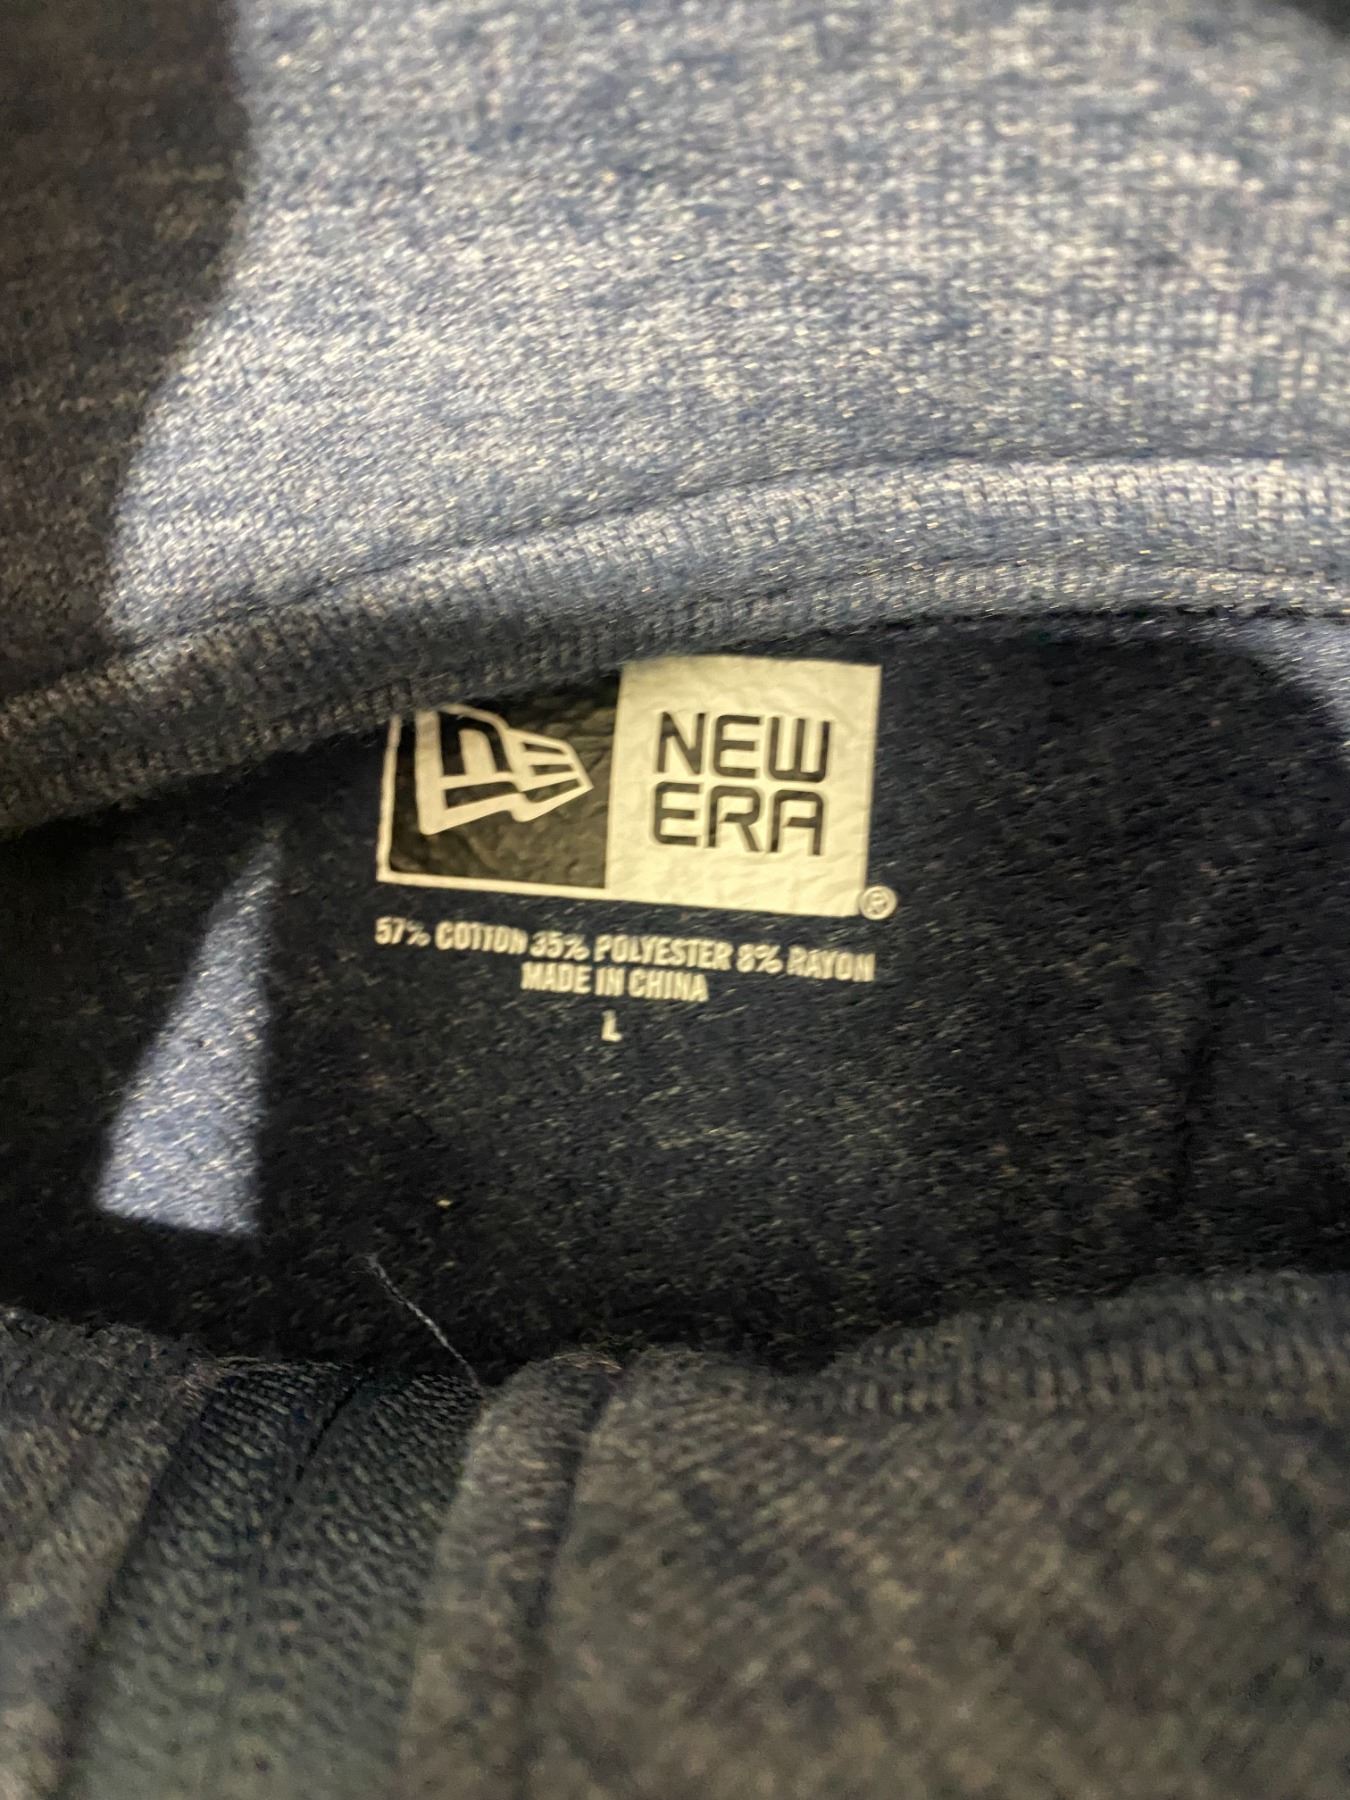 NEW
ERA
®
57% COTTON 35% POLYESTER 8% RAYON
MADE IN CHINA
L